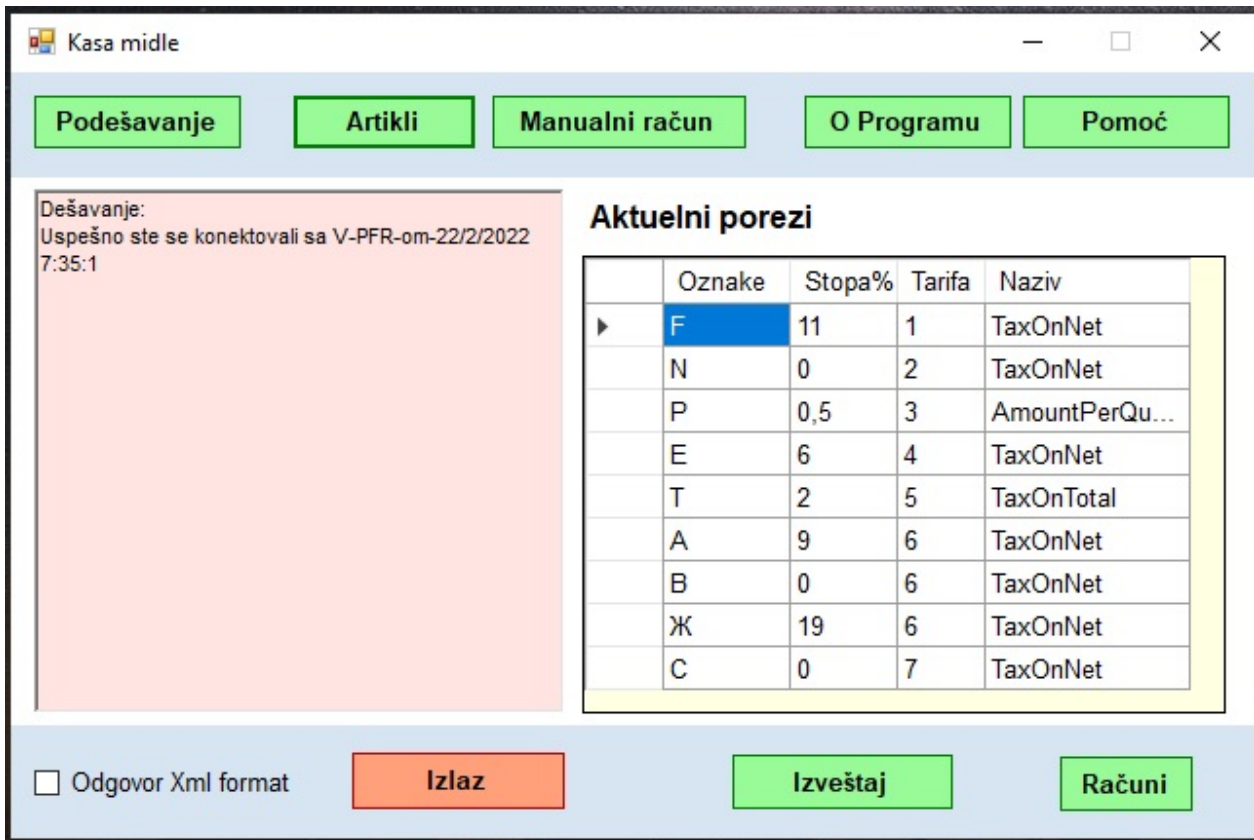 Kasa midle
Podešavanje Artikli Manualni račun O Programu Pomoć
Dešavanje:
Uspešno ste se konektovali sa V-PFR-om-22/2/2022
7:35:1
Aktuelni porezi
Oznake Stopa% Tarifa Naziv
F 11 1 TaxOnNet
N 0 2 TaxOnNet
P 0,5 3 AmountPerQu...
E 6 4 TaxOnNet
T 2 5 TaxOnTotal
A 9 6 TaxOnNet
B 0 6 TaxOnNet
Ж 19 6 TaxOnNet
C 0 7 TaxOnNet
Odgovor Xml format Izlaz Izveštaj Računi